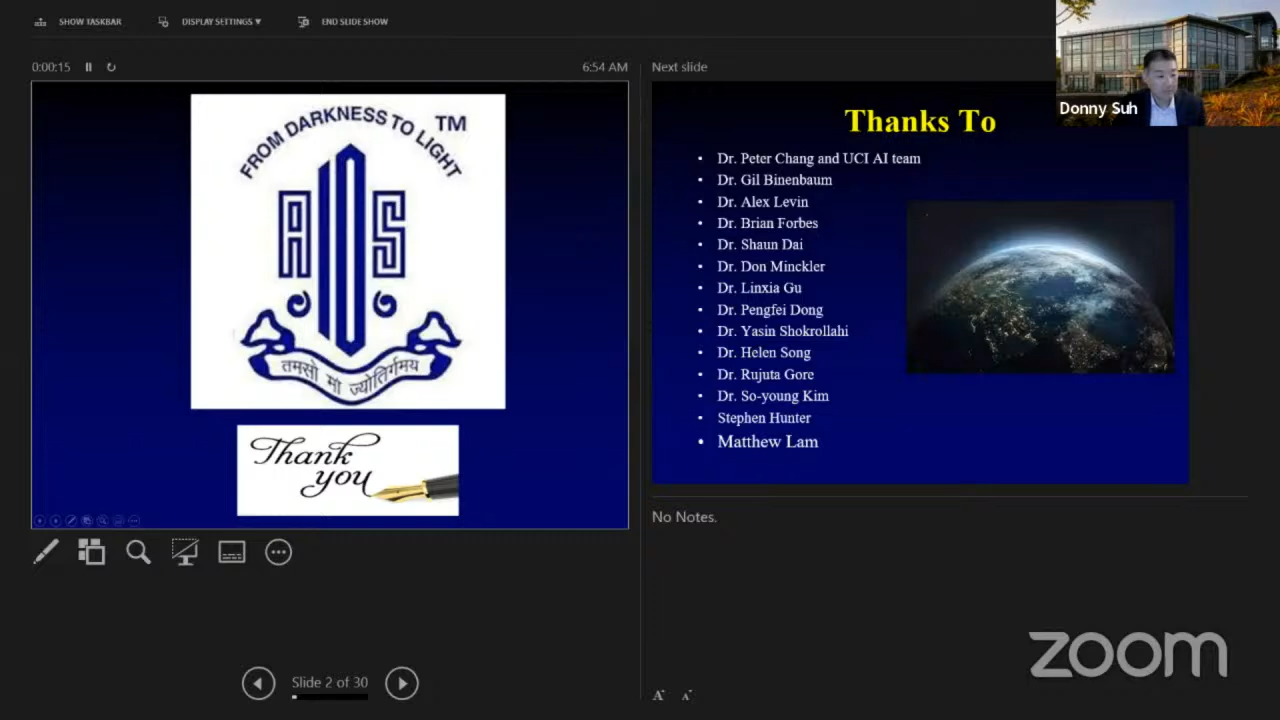 SHOW TASKBAR
DISPLAY SETTINGS ▼
END SLIDE SHOW
0:00:15
6:54 AM
Next slide
Donny Suh
FROM DARKNESS TO LIGHT
TM
AIOS
तमसो मा ज्योतिर्गमय
Thank
you
Thanks To
• Dr. Peter Chang and UCI AI team
• Dr. Gil Binenbaum
• Dr. Alex Levin
• Dr. Brian Forbes
• Dr. Shaun Dai
• Dr. Don Minckler
• Dr. Linxia Gu
• Dr. Pengfei Dong
• Dr. Yasin Shokrollahi
• Dr. Helen Song
• Dr. Rujuta Gore
• Dr. So-young Kim
• Stephen Hunter
• Matthew Lam
No Notes.
Slide 2 of 30
A A
zoom